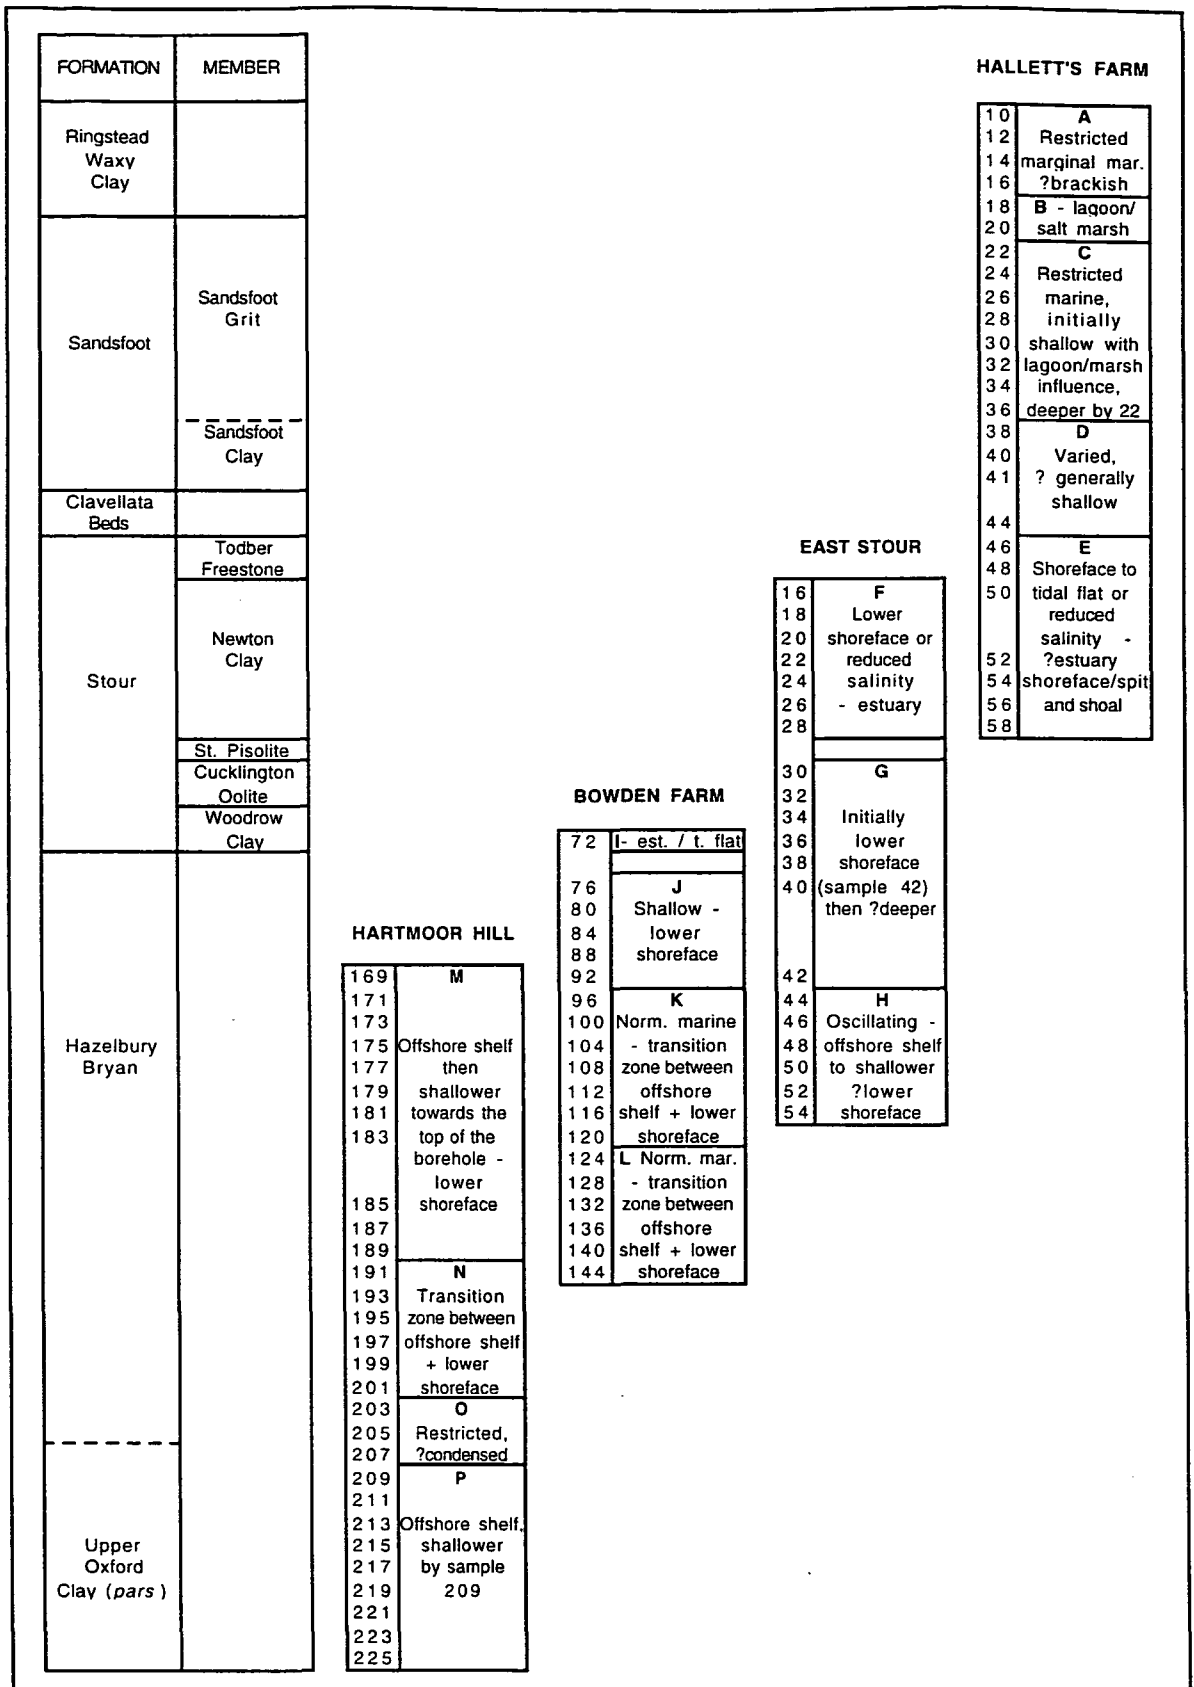 FORMATION MEMBER
Ringstead
Waxy
Clay
Sandsfoot
Sandsfoot
Grit
Sandsfoot
Clay
Clavellata
Beds
Stour
Todber
Freestone
Newton
Clay
St. Pisolite
Cucklington
Oolite
Woodrow
Clay
Hazelbury
Bryan
Upper
Oxford
Clay (pars)
HARTMOOR HILL
169 M
171
173
175 Offshore shelf
177 then
179 shallower
181 towards the
183 top of the
borehole -
lower
185 shoreface
187
189
191 N
193 Transition
195 zone between
197 offshore shelf
199 + lower
201 shoreface
203 O
205 Restricted,
207 ?condensed
209 P
211
213 Offshore shelf,
215 shallower
217 by sample
219 209
221
223
225
BOWDEN FARM
72 I- est. / t. flat
76 J
80 Shallow -
84 lower
88 shoreface
92
96 K
100 Norm. marine
104 - transition
108 zone between
112 offshore
116 shelf + lower
120 shoreface
124 L Norm. mar.
128 - transition
132 zone between
136 offshore
140 shelf + lower
144 shoreface
EAST STOUR
16 F
18 Lower
20 shoreface or
22 reduced
24 salinity
26 - estuary
28
30 G
32
34 Initially
36 lower
38 shoreface
40 (sample 42)
then ?deeper
42
44 H
46 Oscillating -
48 offshore shelf
50 to shallower
52 ?lower
54 shoreface
HALLETT'S FARM
10 A
12 Restricted
14 marginal mar.
16 ?brackish
18 B - lagoon/
20 salt marsh
22 C
24 Restricted
26 marine,
28 initially
30 shallow with
32 lagoon/marsh
34 influence,
36 deeper by 22
38 D
40 Varied,
41 ? generally
shallow
44
46 E
48 Shoreface to
50 tidal flat or
reduced
salinity -
52 ?estuary
54 shoreface/spit
56 and shoal
58